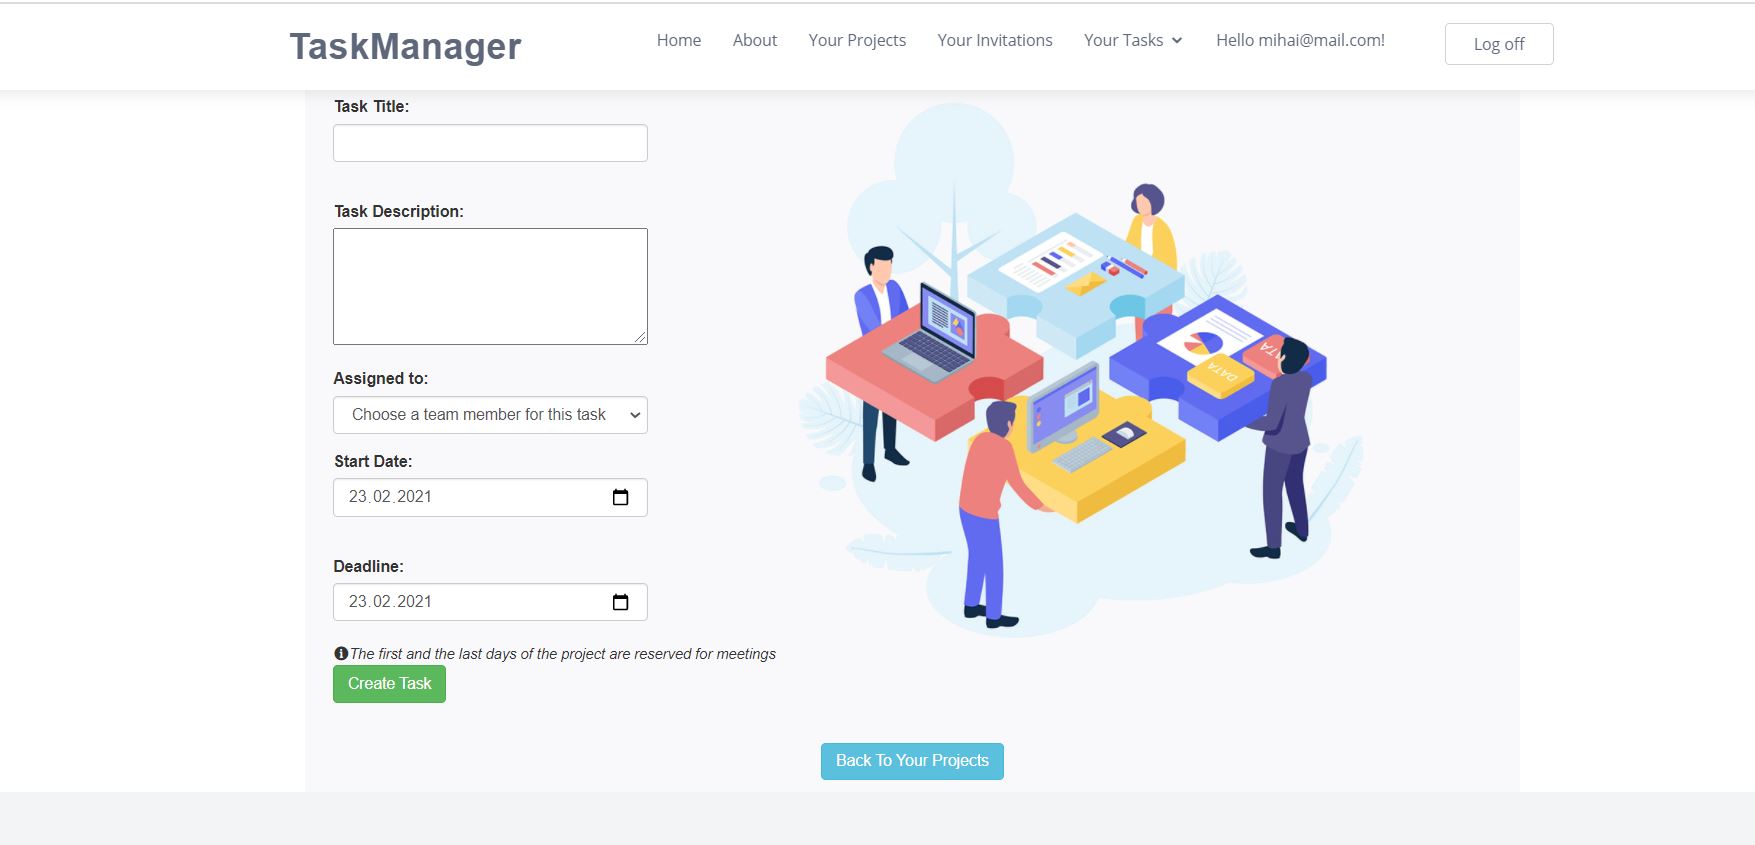 TaskManager
Home About Your Projects Your Invitations Your Tasks Hello mihai@mail.com! Log off
Task Title:
Task Description:
Assigned to:
Choose a team member for this task
Start Date:
23.02.2021
Deadline:
23.02.2021
The first and the last days of the project are reserved for meetings
Create Task
Back To Your Projects
DATA
DATA